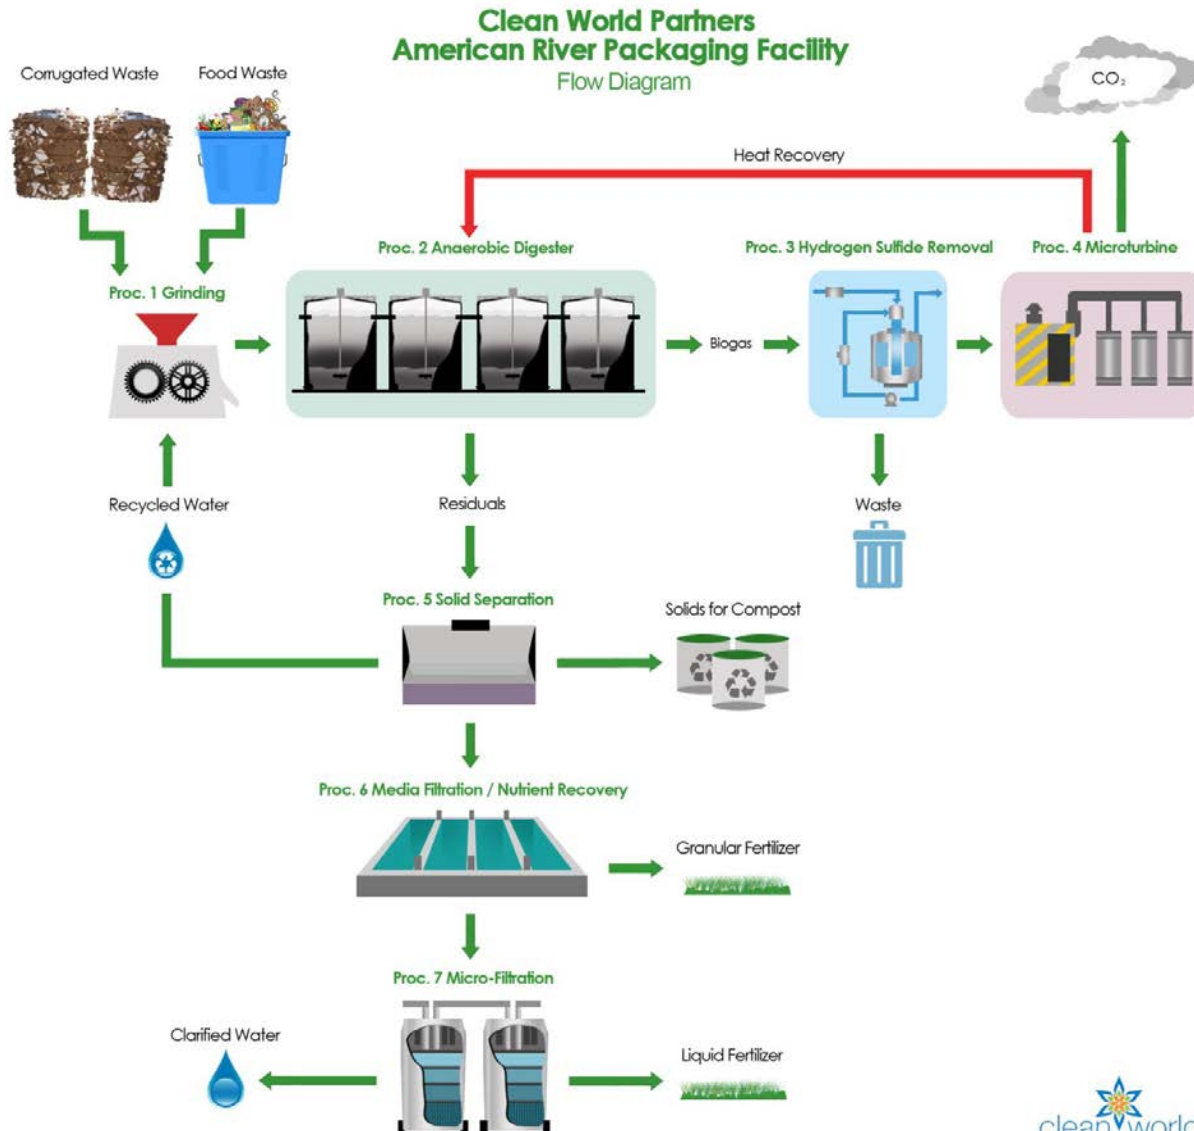 Clean World Partners
American River Packaging Facility
Flow Diagram
Corrugated Waste
Food Waste
CO₂
Heat Recovery
Proc. 2 Anaerobic Digester
Proc. 3 Hydrogen Sulfide Removal
Proc. 4 Microturbine
Proc. 1 Grinding
Biogas
Recycled Water
Residuals
Waste
Proc. 5 Solid Separation
Solids for Compost
Proc. 6 Media Filtration / Nutrient Recovery
Granular Fertilizer
Proc. 7 Micro-Filtration
Clarified Water
Liquid Fertilizer
clean world